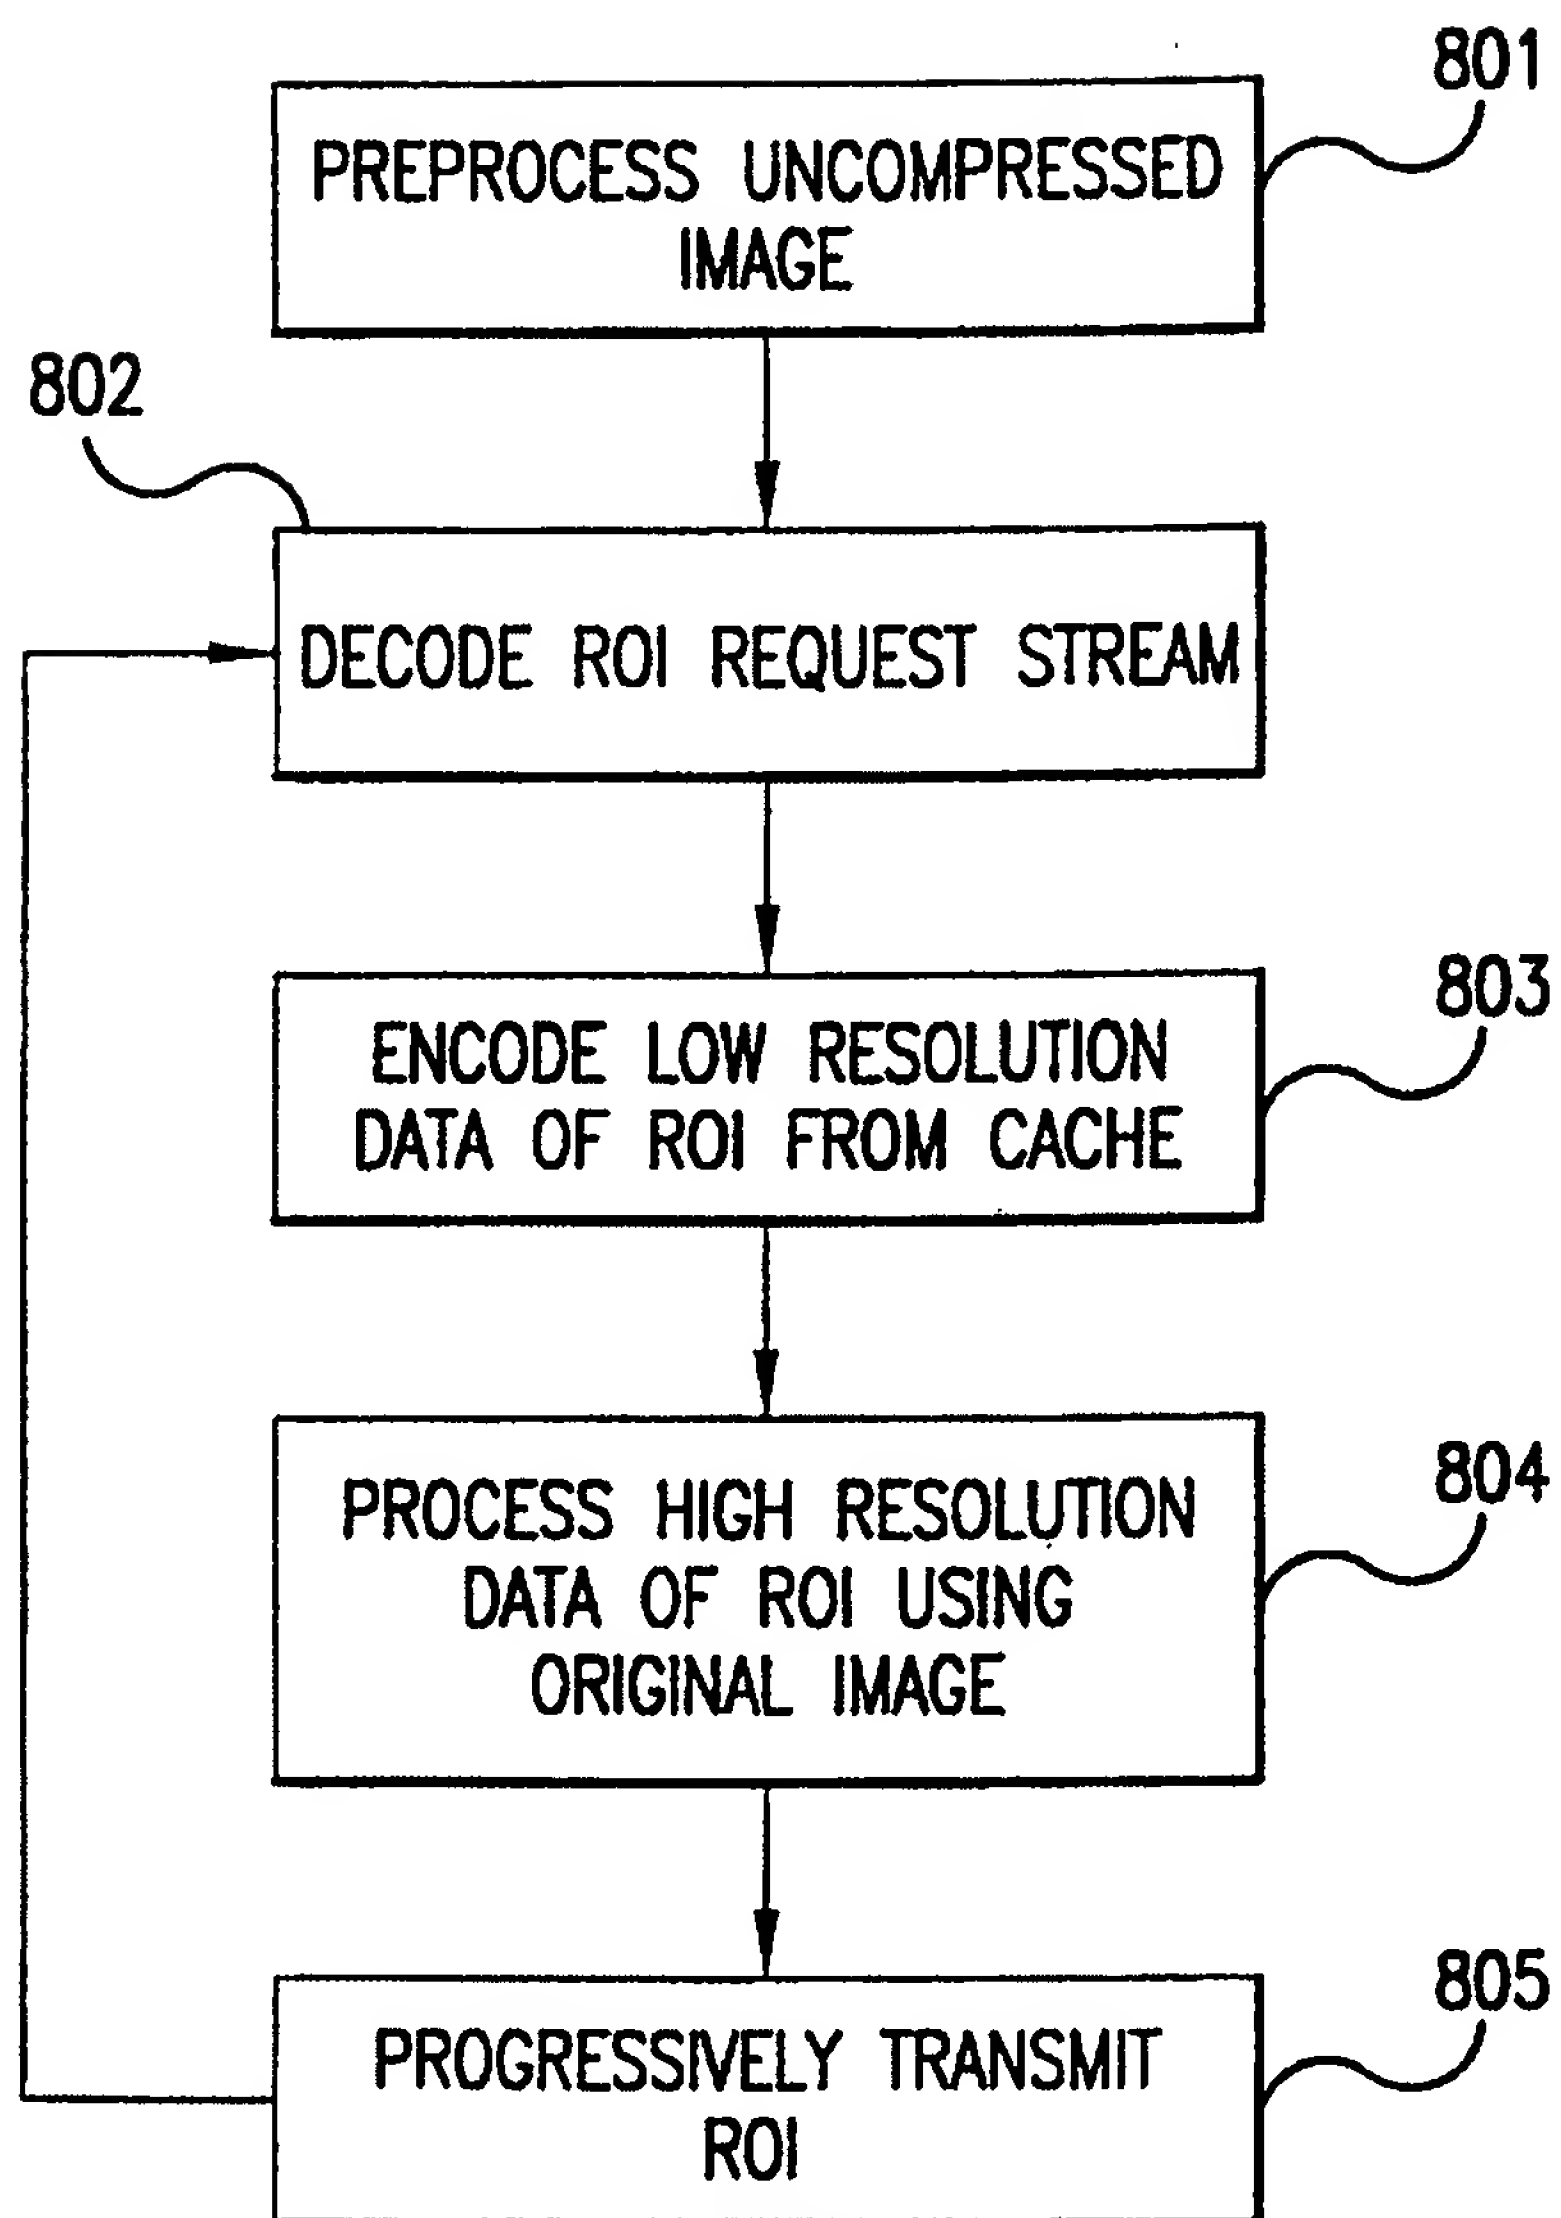 801
PREPROCESS UNCOMPRESSED
IMAGE
802
DECODE ROI REQUEST STREAM
803
ENCODE LOW RESOLUTION
DATA OF ROI FROM CACHE
804
PROCESS HIGH RESOLUTION
DATA OF ROI USING
ORIGINAL IMAGE
805
PROGRESSIVELY TRANSMIT
ROI